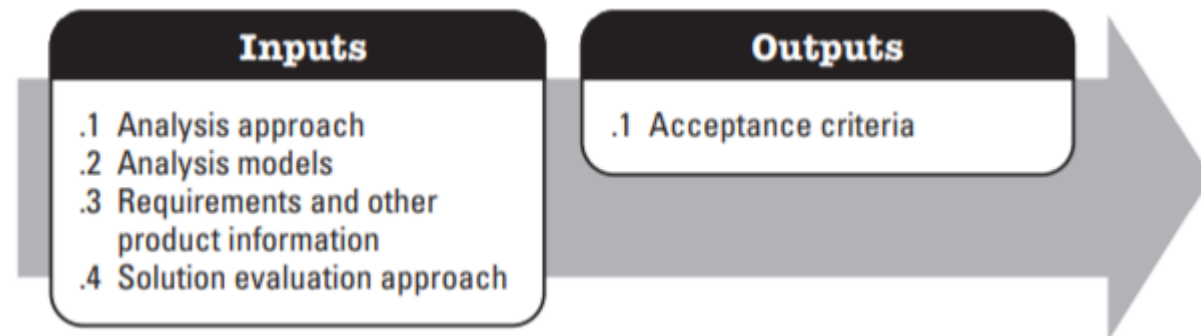 Inputs
.1 Analysis approach
.2 Analysis models
.3 Requirements and other
product information
.4 Solution evaluation approach
Outputs
.1 Acceptance criteria